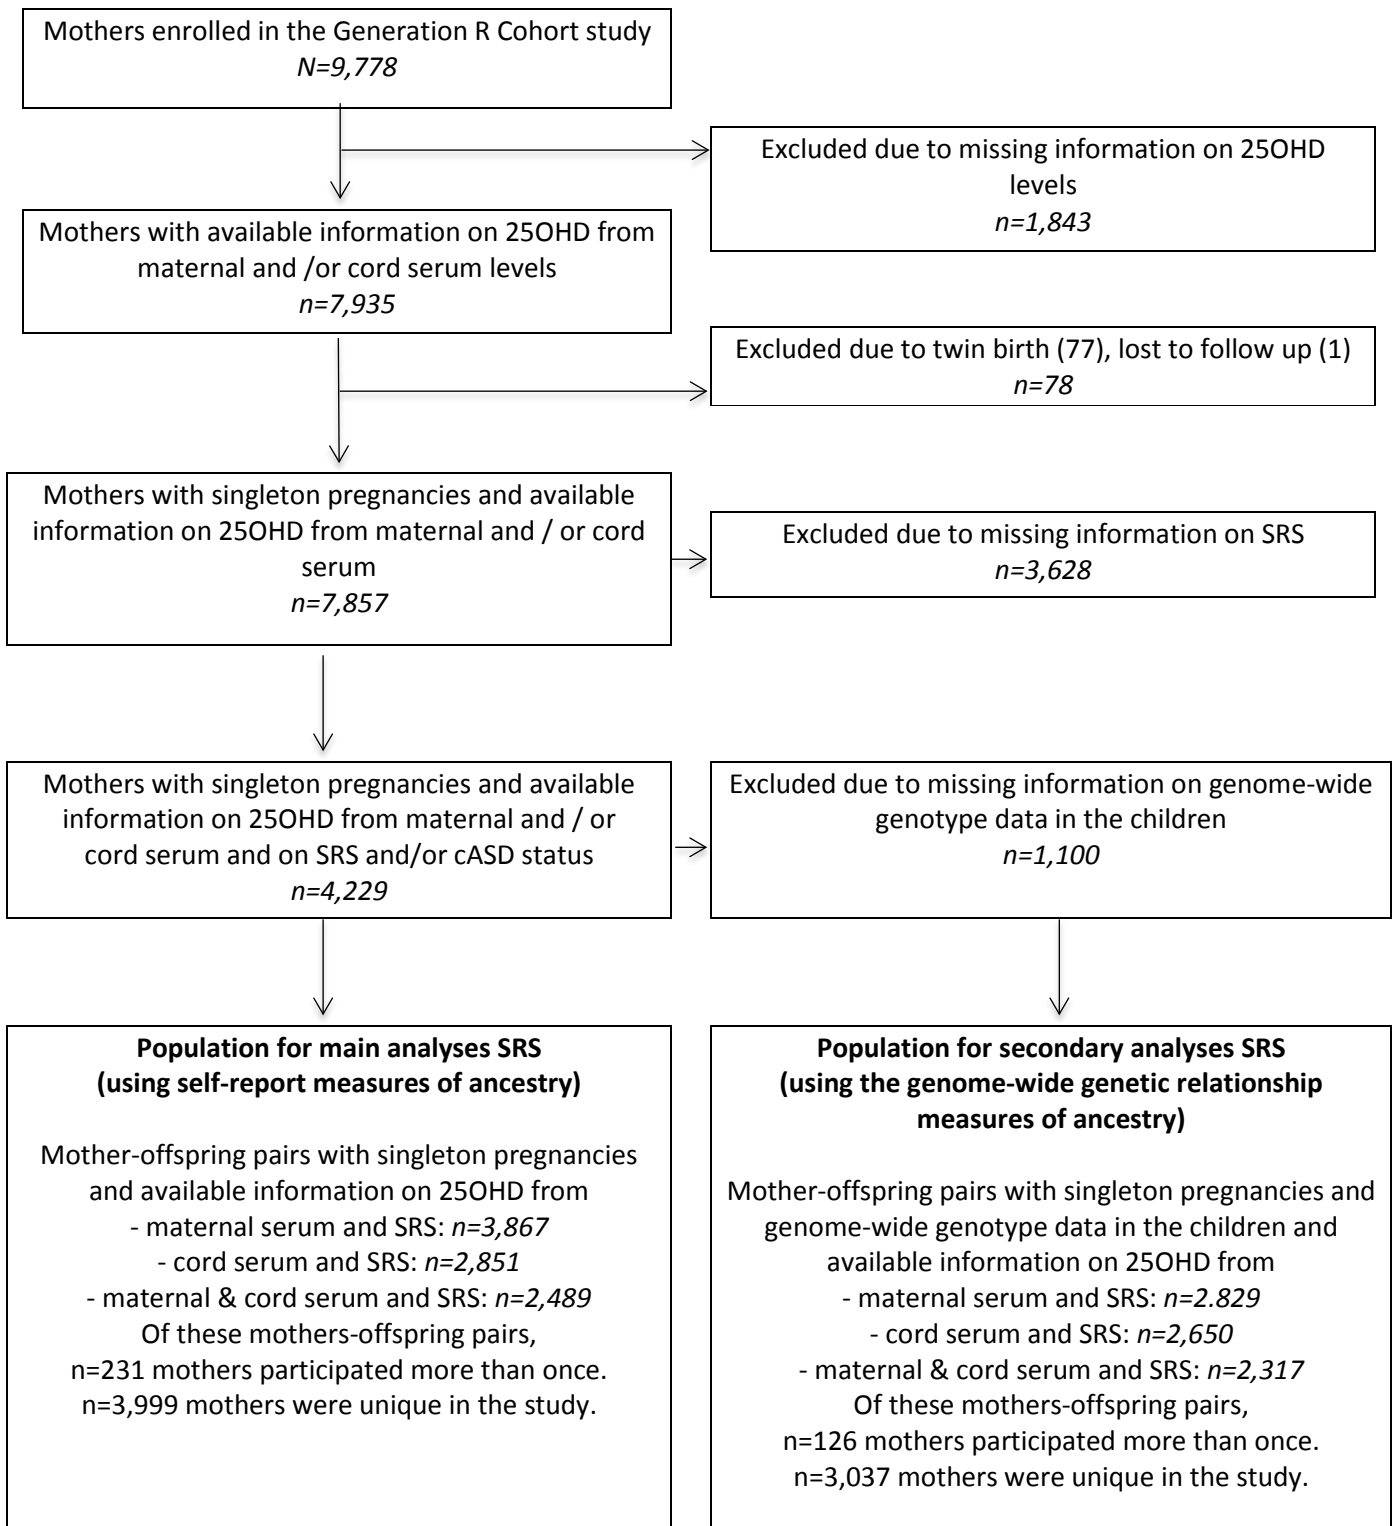 Mothers enrolled in the Generation R Cohort study
N=9,778
Excluded due to missing information on 25OHD
levels
n=1,843
Mothers with available information on 25OHD from
maternal and /or cord serum levels
n=7,935
Excluded due to twin birth (77), lost to follow up (1)
n=78
Mothers with singleton pregnancies and available
information on 25OHD from maternal and / or cord
serum
n=7,857
Excluded due to missing information on SRS
n=3,628
Mothers with singleton pregnancies and available
information on 25OHD from maternal and / or
cord serum and on SRS and/or cASD status
n=4,229
Excluded due to missing information on genome-wide
genotype data in the children
n=1,100
Population for main analyses SRS
(using self-report measures of ancestry)
Mother-offspring pairs with singleton pregnancies
and available information on 25OHD from
- maternal serum and SRS: n=3,867
- cord serum and SRS: n=2,851
- maternal & cord serum and SRS: n=2,489
Of these mothers-offspring pairs,
n=231 mothers participated more than once.
n=3,999 mothers were unique in the study.
Population for secondary analyses SRS
(using the genome-wide genetic relationship
measures of ancestry)
Mother-offspring pairs with singleton pregnancies and
genome-wide genotype data in the children and
available information on 25OHD from
- maternal serum and SRS: n=2.829
- cord serum and SRS: n=2,650
- maternal & cord serum and SRS: n=2,317
Of these mothers-offspring pairs,
n=126 mothers participated more than once.
n=3,037 mothers were unique in the study.